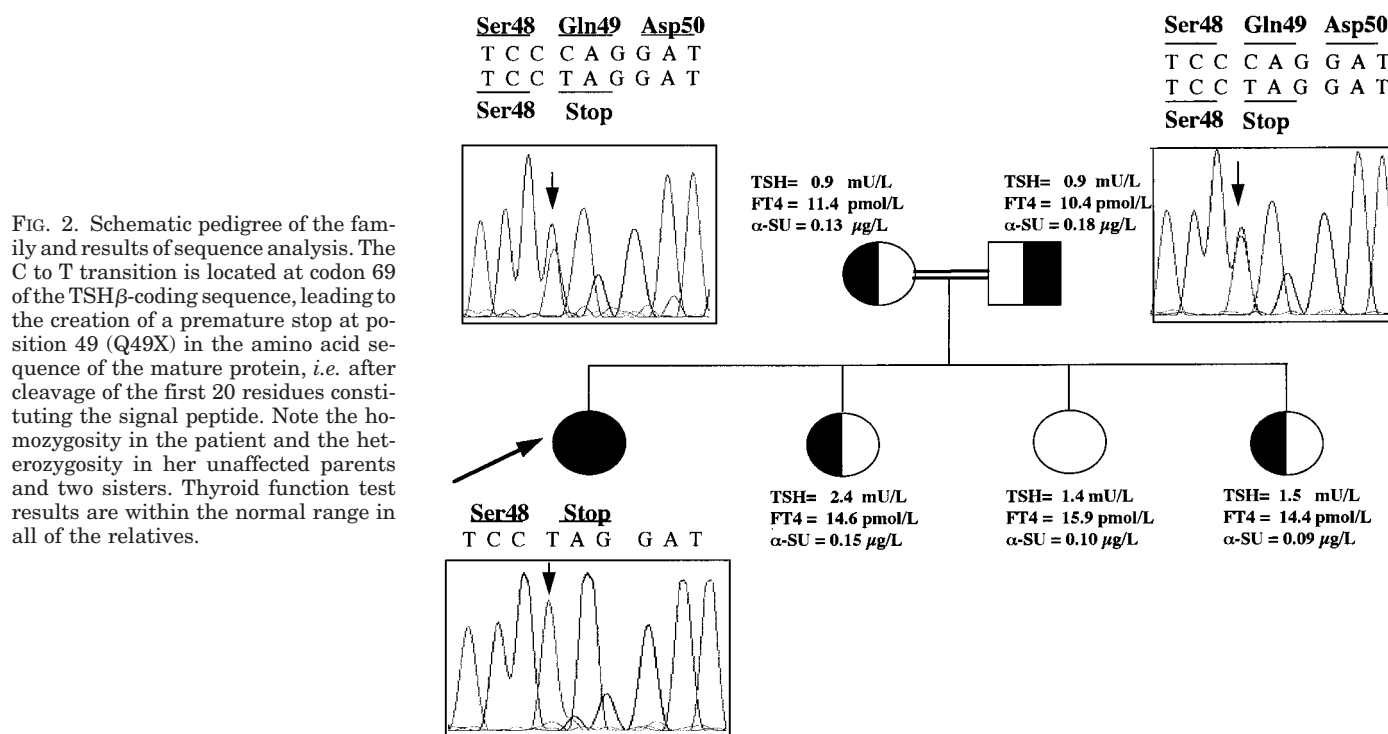 FIG. 2. Schematic pedigree of the fam-
ily and results of sequence analysis. The
C to T transition is located at codon 69
of the TSHβ-coding sequence, leading to
the creation of a premature stop at po-
sition 49 (Q49X) in the amino acid se-
quence of the mature protein, i.e. after
cleavage of the first 20 residues consti-
tuting the signal peptide. Note the ho-
mozygosity in the patient and the het-
erozygosity in her unaffected parents
and two sisters. Thyroid function test
results are within the normal range in
all of the relatives.
Ser48 Gln49 Asp50
T C C C A G G A T
T C C T A G G A T
Ser48 Stop
TSH= 0.9 mU/L
FT4 = 11.4 pmol/L
α-SU = 0.13 μg/L
TSH= 0.9 mU/L
FT4 = 10.4 pmol/L
α-SU = 0.18 μg/L
Ser48 Gln49 Asp50
T C C C A G G A T
T C C T A G G A T
Ser48 Stop
Ser48 Stop
T C C T A G G A T
TSH= 2.4 mU/L
FT4 = 14.6 pmol/L
α-SU = 0.15 μg/L
TSH= 1.4 mU/L
FT4 = 15.9 pmol/L
α-SU = 0.10 μg/L
TSH = 1.5 mU/L
FT4 = 14.4 pmol/L
α-SU = 0.09 μg/L